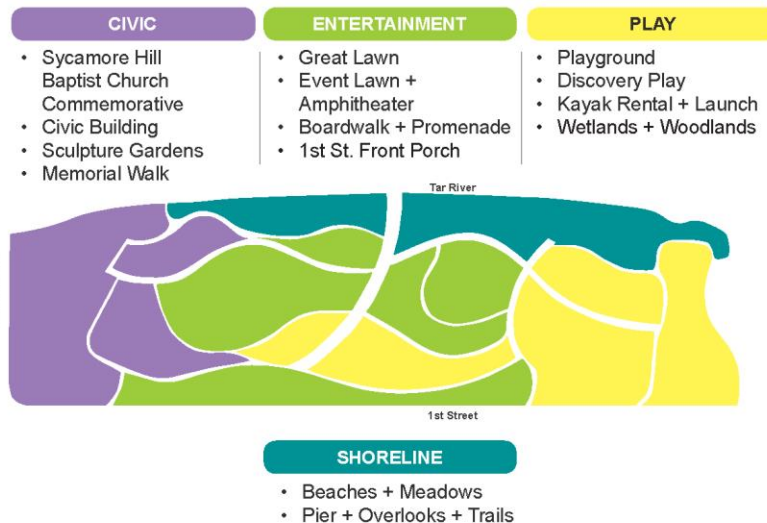 CIVIC
• Sycamore Hill
Baptist Church
Commemorative
• Civic Building
• Sculpture Gardens
• Memorial Walk
ENTERTAINMENT
• Great Lawn
• Event Lawn +
Amphitheater
• Boardwalk + Promenade
• 1st St. Front Porch
PLAY
• Playground
• Discovery Play
• Kayak Rental + Launch
• Wetlands + Woodlands
Tar River
1st Street
SHORELINE
• Beaches + Meadows
• Pier + Overlooks + Trails